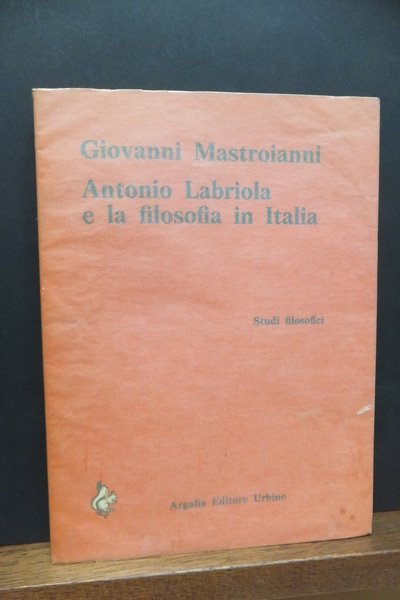 Giovanni Mastroianni
Antonio Labriola
e la filosofia in Italia
Studi filosofici
Argalia Editore Urbino